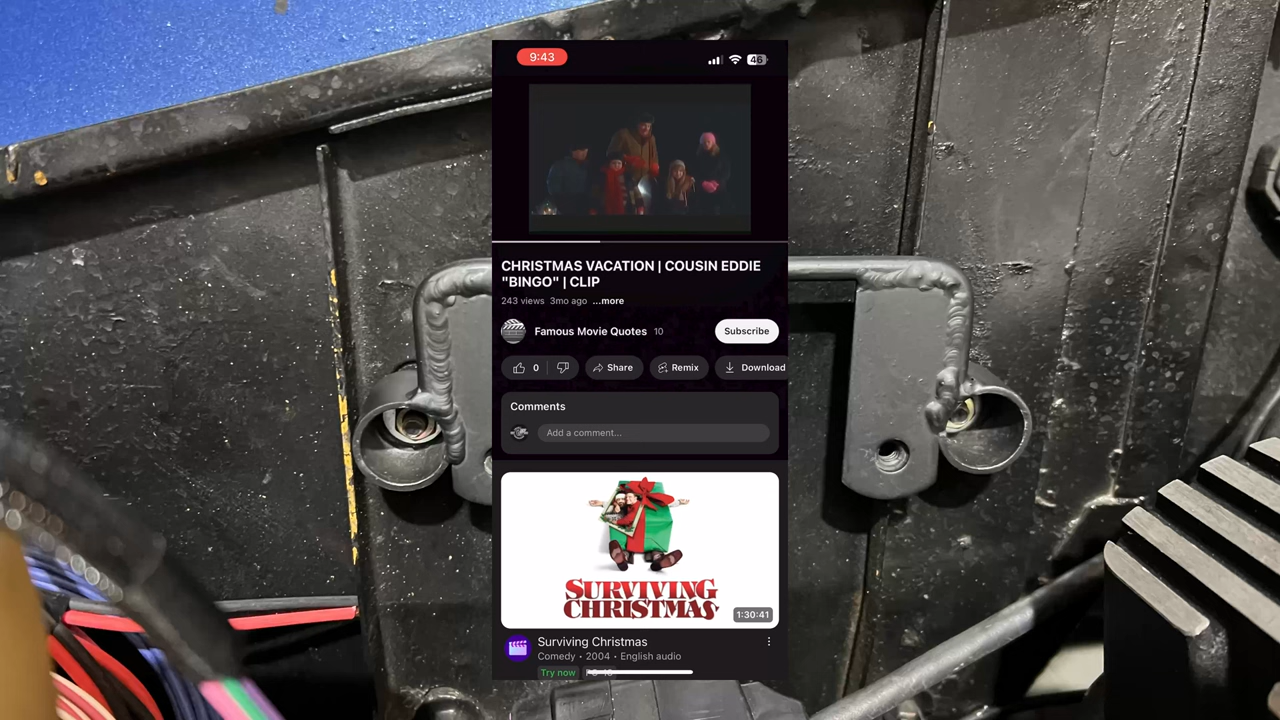 9:43
46
CHRISTMAS VACATION | COUSIN EDDIE
"BINGO" | CLIP
243 views 3mo ago ...more
Famous Movie Quotes 10
Subscribe
0
Share
Remix
Download
Comments
Add a comment...
SURVIVING
CHRISTMAS
1:30:41
Surviving Christmas
Comedy • 2004 • English audio
Try now